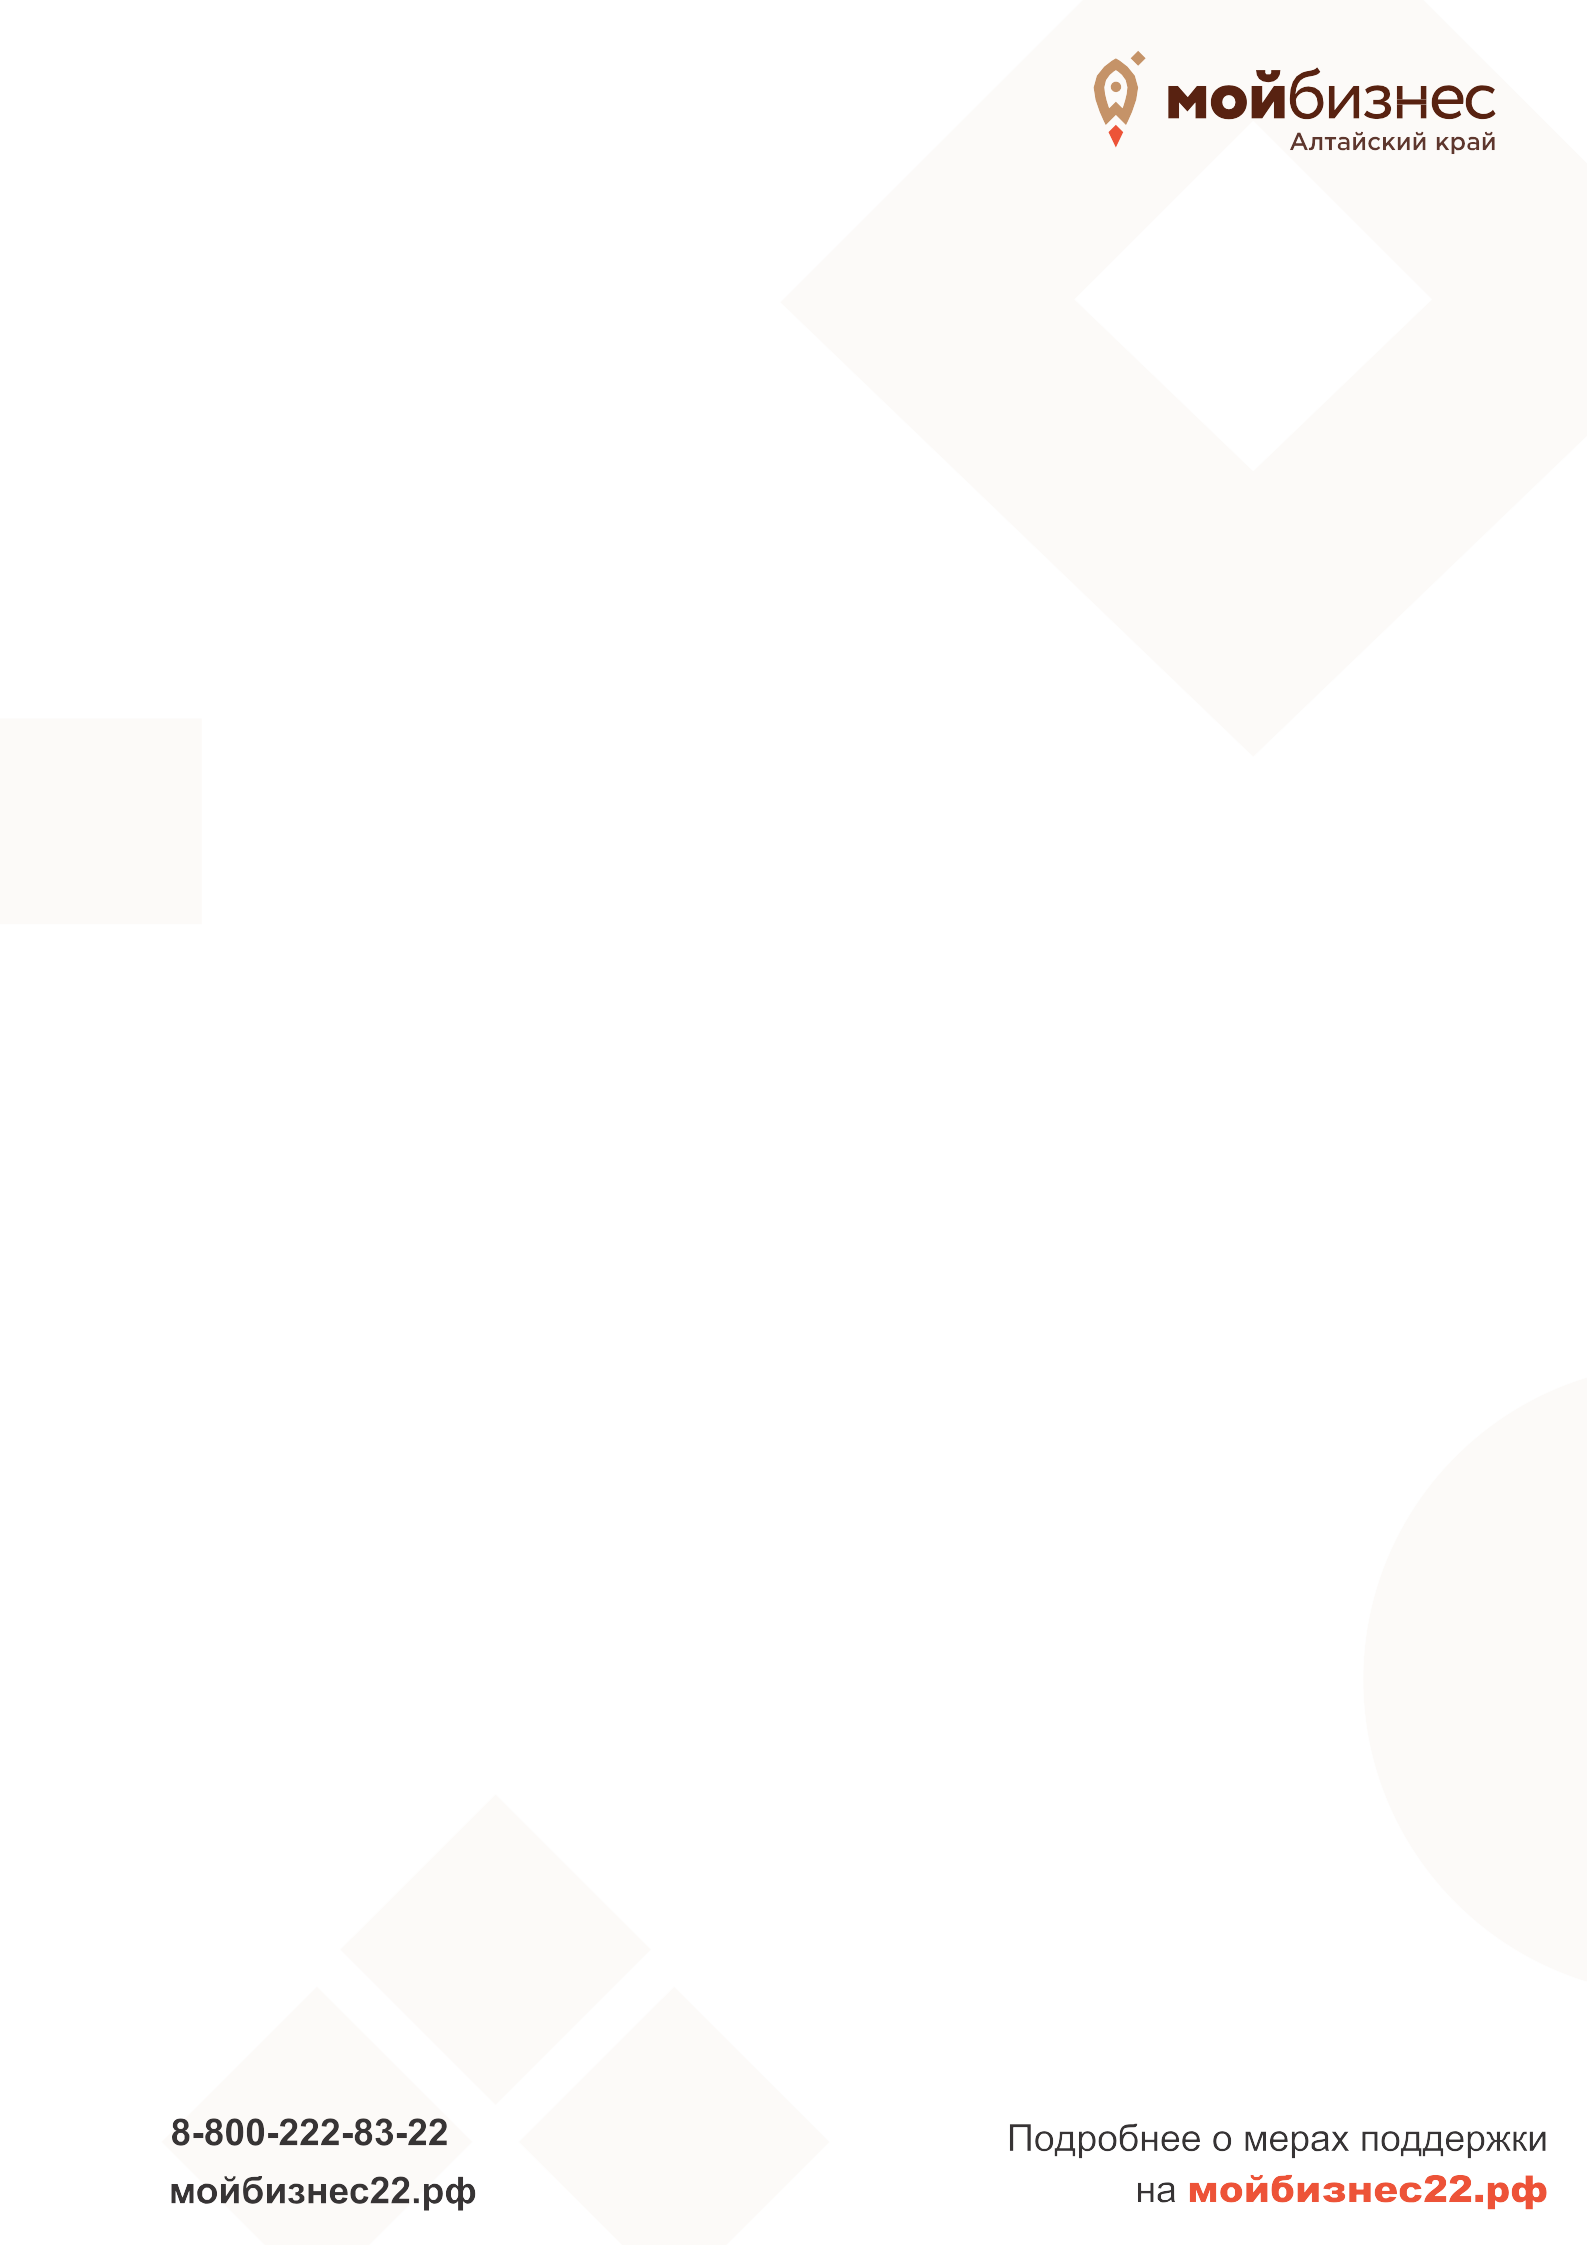 мойбизнес
Алтайский край
8-800-222-83-22
мойбизнес22.рф
Подробнее о мерах поддержки
на мойбизнес22.рф